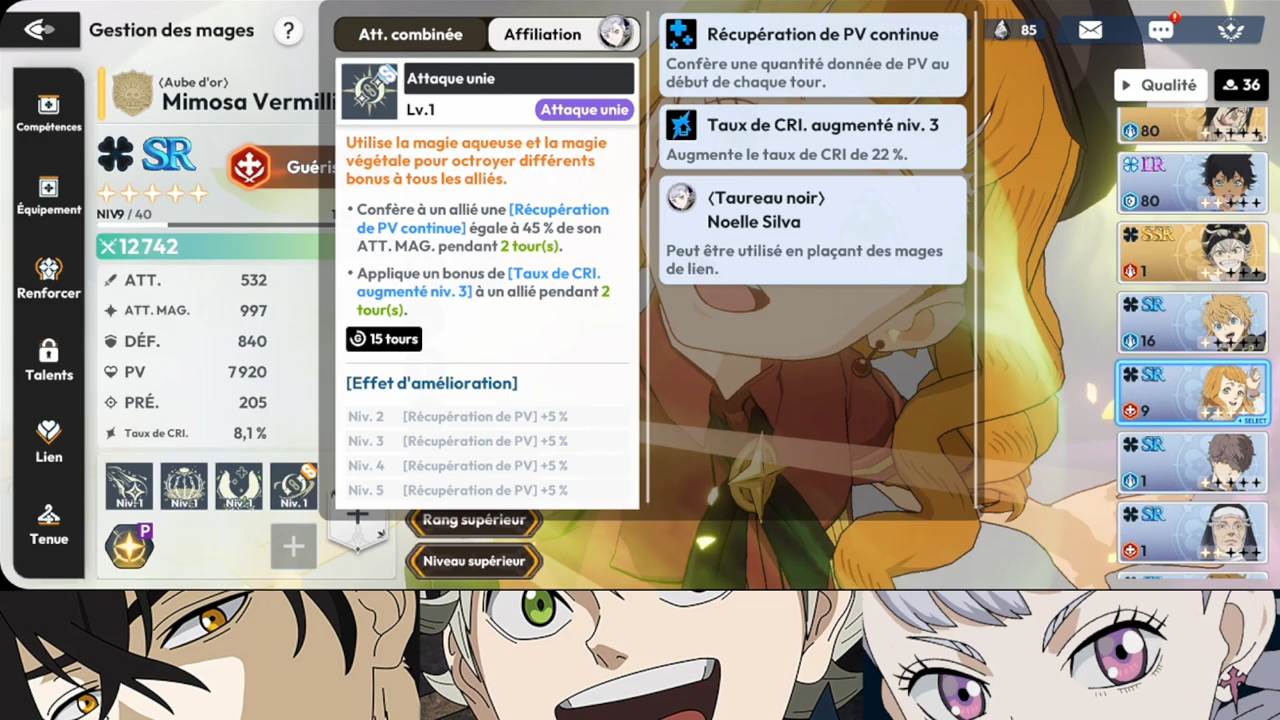 Gestion des mages
?
Att. combinée
Affiliation
85
Compétences
Équipement
Renforcer
Talents
Lien
Tenue
〈Aube d'or〉
Mimosa Vermilli
SR
Guéris
NIV9 / 40
12 742
ATT. 532
ATT. MAG. 997
DÉF. 840
PV 7 920
PRÉ. 205
Taux de CRI. 8,1 %
Niv. 1
Niv. 1
Niv. 1
Niv. 1
P
Attaque unie
Lv.1
Attaque unie
Utilise la magie aqueuse et la magie
végétale pour octroyer différents
bonus à tous les alliés.
• Confère à un allié une [Récupération
de PV continue] égale à 45 % de son
ATT. MAG. pendant 2 tour(s).
• Applique un bonus de [Taux de CRI.
augmenté niv. 3] à un allié pendant 2
tour(s).
15 tours
[Effet d'amélioration]
Niv. 2 [Récupération de PV] +5 %
Niv. 3 [Récupération de PV] +5 %
Niv. 4 [Récupération de PV] +5 %
Niv. 5 [Récupération de PV] +5 %
Rang supérieur
Niveau supérieur
Récupération de PV continue
Confère une quantité donnée de PV au
début de chaque tour.
Taux de CRI. augmenté niv. 3
Augmente le taux de CRI de 22 %.
〈Taureau noir〉
Noelle Silva
Peut être utilisé en plaçant des mages
de lien.
Qualité
36
80
80
SSR
1
SR
16
SR
9
+ SELECT
SR
1
SR
1